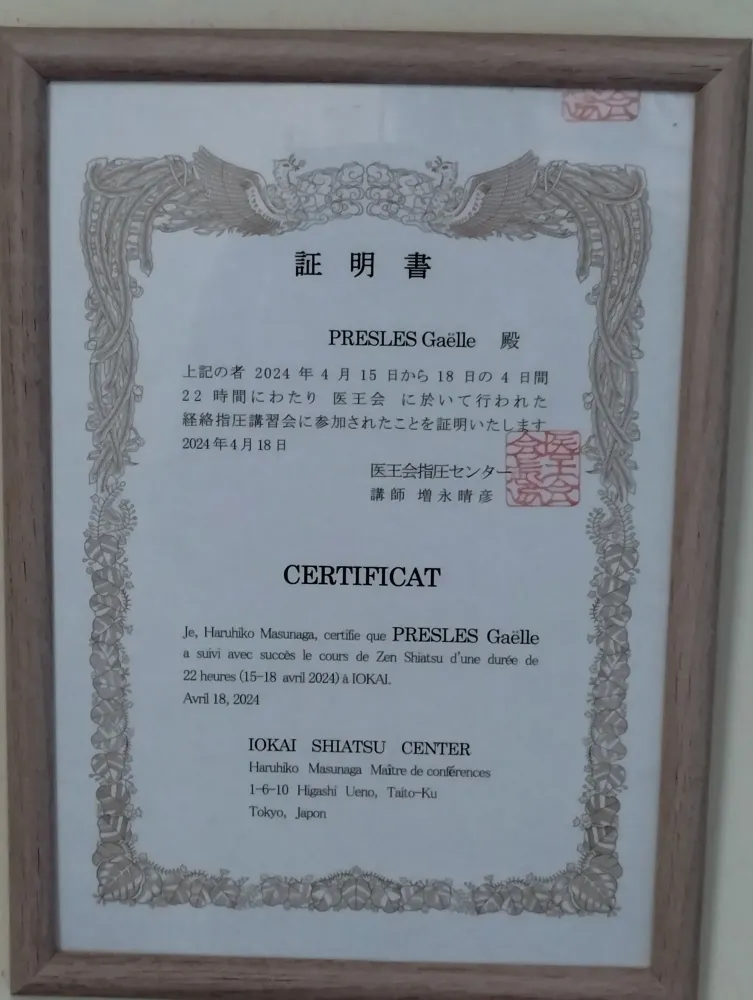 証明書
PRESLES Gaëlle 殿
上記の者 2024 年 4 月 15 日から 18 日の 4 日間
22 時間にわたり 医王会 に於いて行われた
経絡指圧講習会に参加されたことを証明いたします
2024年4月18日
医王会指圧センター
講師 増永晴彦
CERTIFICAT
Je, Haruhiko Masunaga, certifie que PRESLES Gaëlle
a suivi avec succès le cours de Zen Shiatsu d'une durée de
22 heures (15-18 avril 2024) à IOKAI.
Avril 18, 2024
IOKAI SHIATSU CENTER
Haruhiko Masunaga Maître de conférences
1-6-10 Higashi Ueno, Taito-Ku
Tokyo, Japon